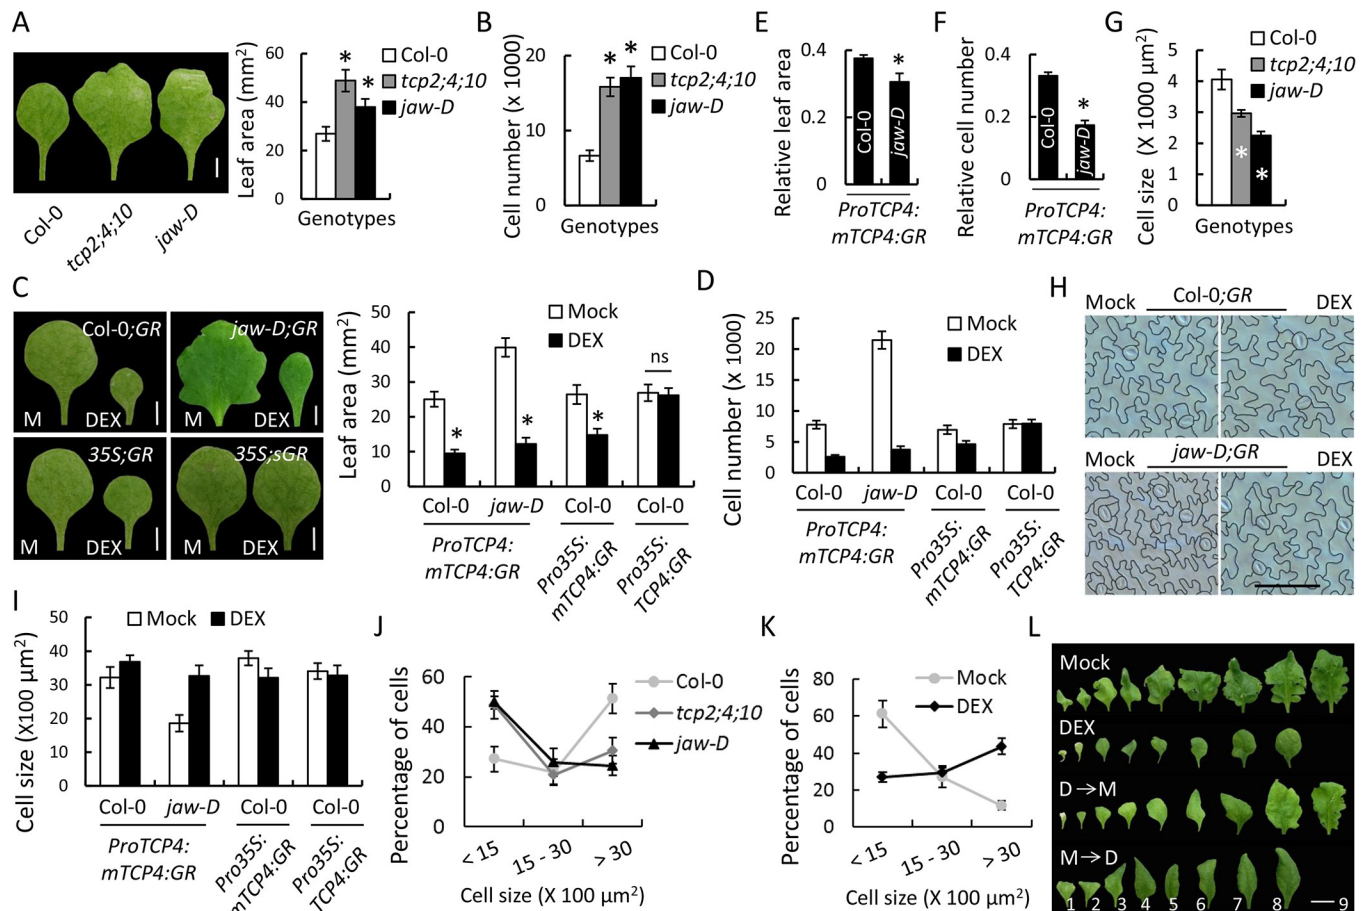 A
Col-0
tcp2;4;10
jaw-D
Leaf area (mm²)
60
40
20
0
Col-0
tcp2;4;10
jaw-D
*
*
Genotypes
B
Cell number (x 1000)
20
10
0
* *
Col-0
tcp2;4;10
jaw-D
Genotypes
E
Relative leaf area
0.4
0.2
0
Col-0
jaw-D
*
ProTCP4:
mTCP4:GR
F
Relative cell number
0.4
0.2
0
Col-0
jaw-D
*
ProTCP4:
mTCP4:GR
G
Cell size (X 1000 µm²)
5
4
3
2
1
0
Col-0
tcp2;4;10
jaw-D
*
*
Genotypes
C
Col-0;GR
M DEX
jaw-D;GR
M DEX
35S;GR
M DEX
35S;sGR
M DEX
Leaf area (mm²)
50
40
30
20
10
0
Mock
DEX
*
*
*
ns
Col-0 jaw-D Col-0 Col-0
ProTCP4:
mTCP4:GR
Pro35S:
mTCP4:GR
Pro35S:
TCP4:GR
D
Cell number (x 1000)
25
20
15
10
5
0
Mock
DEX
Col-0 jaw-D Col-0 Col-0
ProTCP4:
mTCP4:GR
Pro35S:
mTCP4:GR
Pro35S:
TCP4:GR
H
Mock Col-0;GR DEX
Mock jaw-D;GR DEX
I
Cell size (X100 µm²)
50
40
30
20
10
0
Mock DEX
Col-0 jaw-D Col-0 Col-0
ProTCP4:
mTCP4:GR
Pro35S:
mTCP4:GR
Pro35S:
TCP4:GR
J
Percentage of cells
60
40
20
0
Col-0
tcp2;4;10
jaw-D
< 15
15 - 30
> 30
Cell size (X 100 µm²)
K
Percentage of cells
80
60
40
20
0
Mock
DEX
< 15
15 - 30
> 30
Cell size (X 100 µm²)
L
Mock
DEX
D→M
M→D
1 2 3 4 5 6 7 8 9